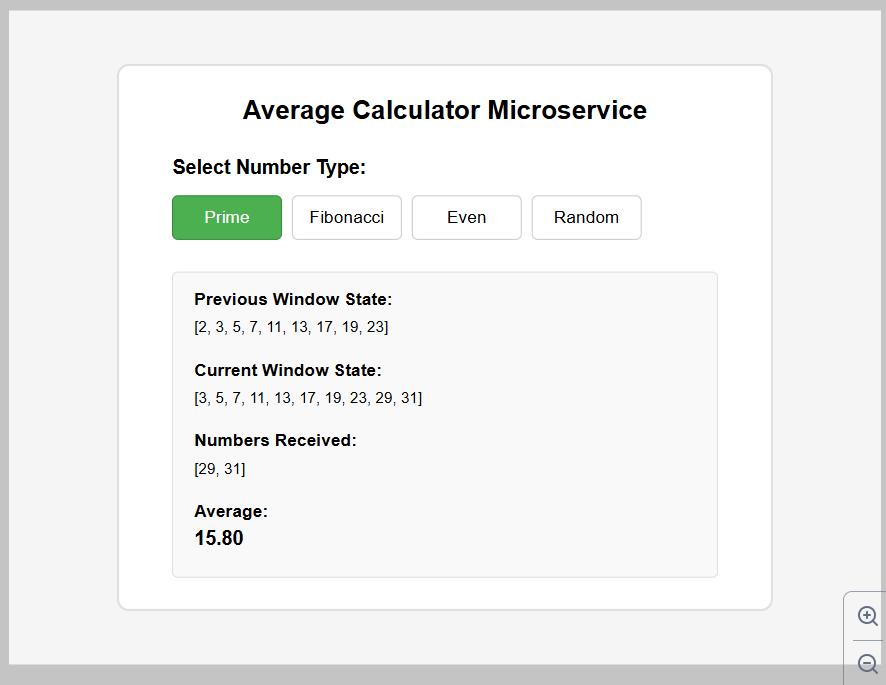 Average Calculator Microservice
Select Number Type:
Prime Fibonacci Even Random
Previous Window State:
[2, 3, 5, 7, 11, 13, 17, 19, 23]
Current Window State:
[3, 5, 7, 11, 13, 17, 19, 23, 29, 31]
Numbers Received:
[29, 31]
Average:
15.80